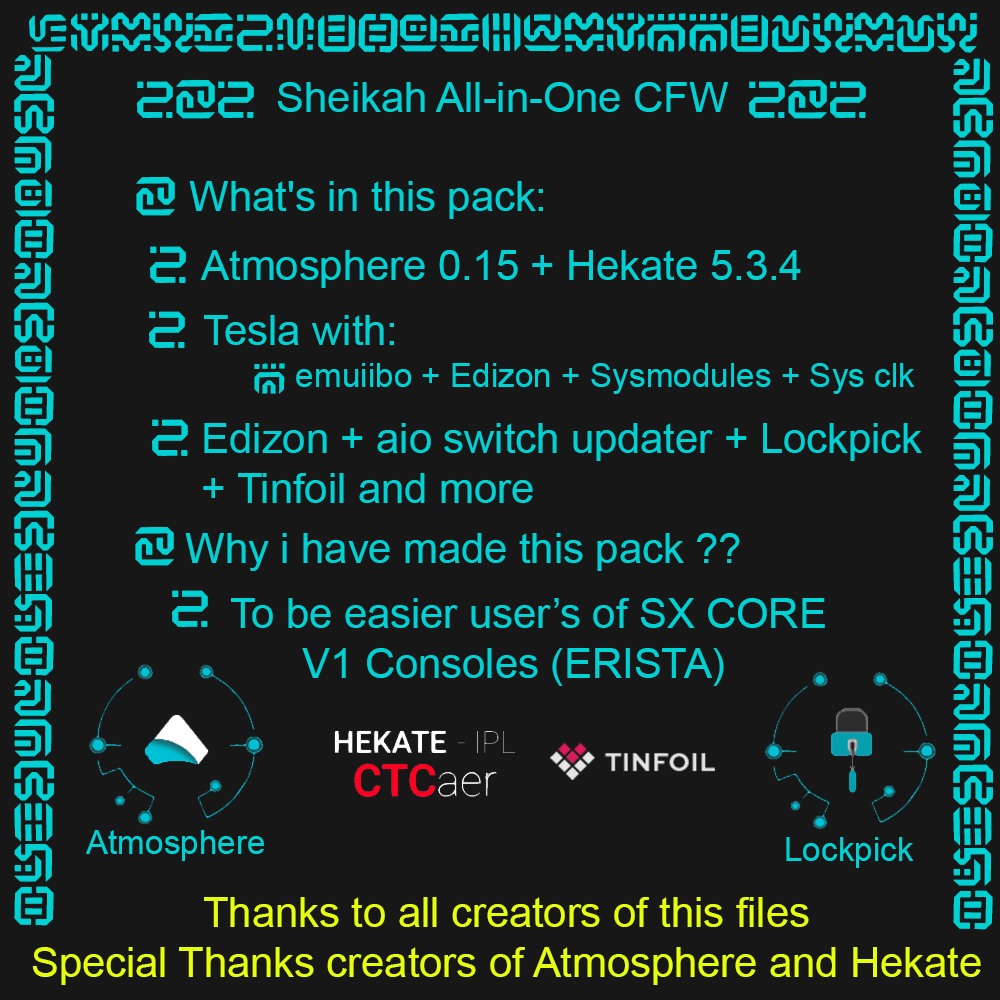 Sheikah All-in-One CFW
What's in this pack:
Atmosphere 0.15 + Hekate 5.3.4
Tesla with:
emuiibo + Edizon + Sysmodules + Sys clk
Edizon + aio switch updater + Lockpick
+ Tinfoil and more
Why i have made this pack ??
To be easier user’s of SX CORE
V1 Consoles (ERISTA)
HEKATE - IPL
CTCaer
TINFOIL
Atmosphere
Lockpick
Thanks to all creators of this files
Special Thanks creators of Atmosphere and Hekate